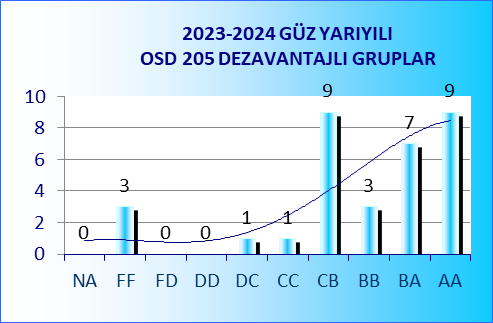 2023-2024 GÜZ YARIYILI
OSD 205 DEZAVANTAJLI GRUPLAR
10
8
6
4
2
0
0 3 0 0 1 1 9 3 7 9
NA FF FD DD DC CC CB BB BA AA